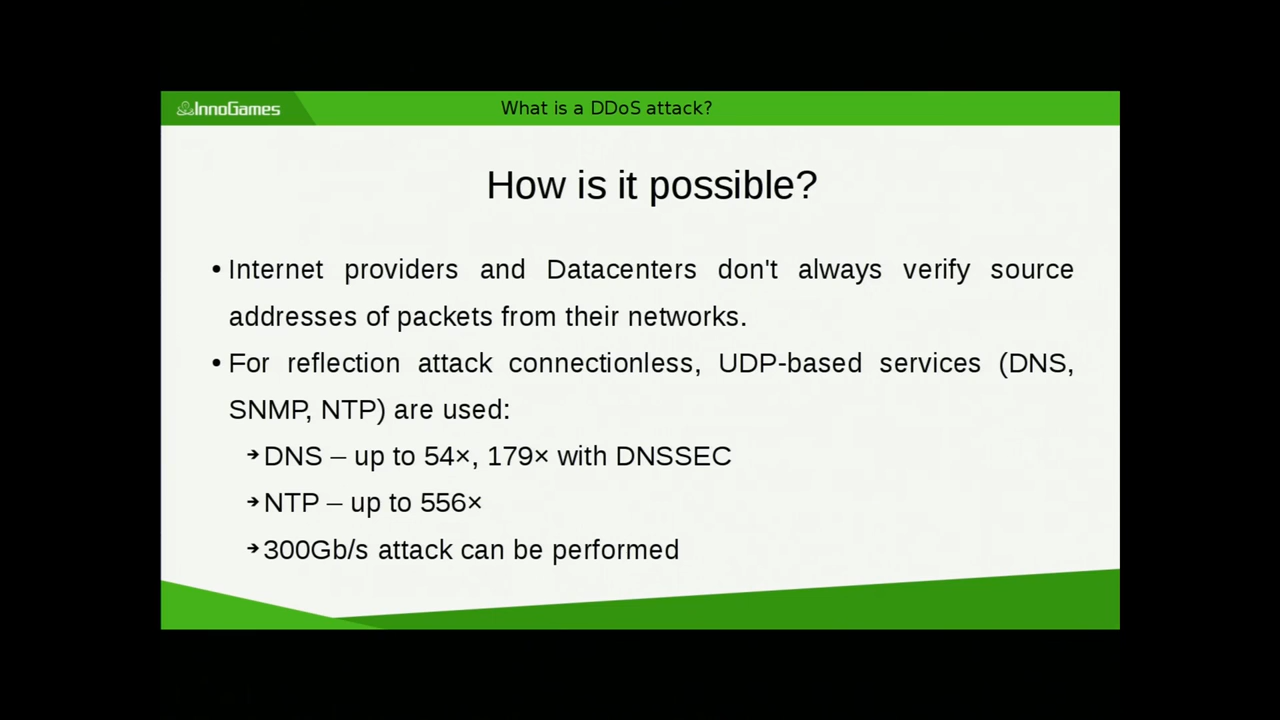 InnoGames
What is a DDoS attack?
How is it possible?
• Internet providers and Datacenters don't always verify source
addresses of packets from their networks.
• For reflection attack connectionless, UDP-based services (DNS,
SNMP, NTP) are used:
➔ DNS – up to 54×, 179× with DNSSEC
➔ NTP – up to 556×
➔ 300Gb/s attack can be performed